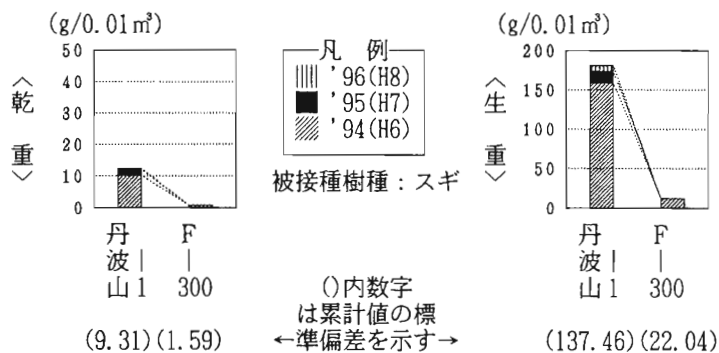 (g/0.01㎥)
50
40
30
20
10
0
〈乾重〉
丹波山|1
F|300
(9.31)(1.59)
凡例
'96(H8)
'95(H7)
'94(H6)
被接種樹種：スギ
()内数字
は累計値の標
←準偏差を示す→
(g/0.01㎥)
200
150
100
50
0
〈生重〉
丹波山|1
F|300
(137.46)(22.04)